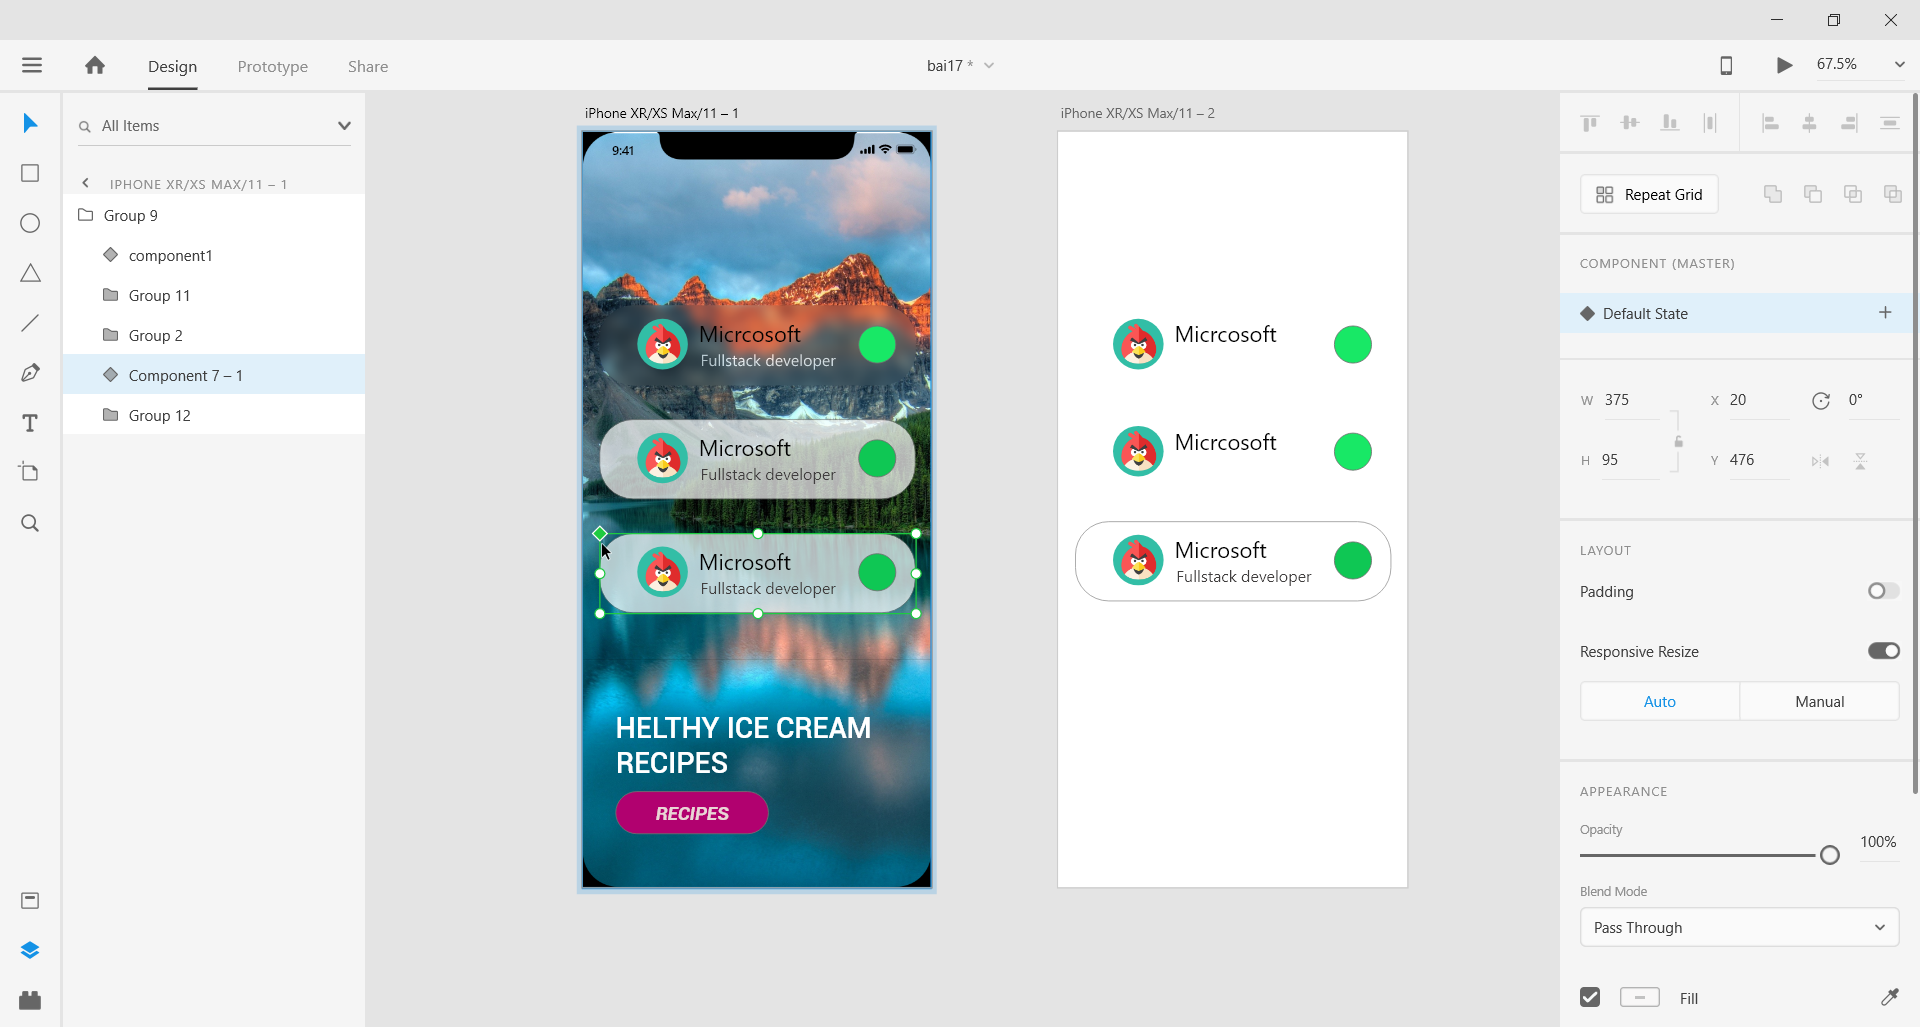 Design
Prototype
Share
bai17 *
67.5%
All Items
IPHONE XR/XS MAX/11 – 1
Group 9
component1
Group 11
Group 2
Component 7 – 1
Group 12
iPhone XR/XS Max/11 – 1
9:41
Micrcosoft
Fullstack developer
Microsoft
Fullstack developer
Microsoft
Fullstack developer
HELTHY ICE CREAM
RECIPES
RECIPES
iPhone XR/XS Max/11 – 2
Micrcosoft
Micrcosoft
Microsoft
Fullstack developer
Repeat Grid
COMPONENT (MASTER)
Default State
W 375 X 20 0°
H 95 Y 476
LAYOUT
Padding
Responsive Resize
Auto Manual
APPEARANCE
Opacity
100%
Blend Mode
Pass Through
Fill